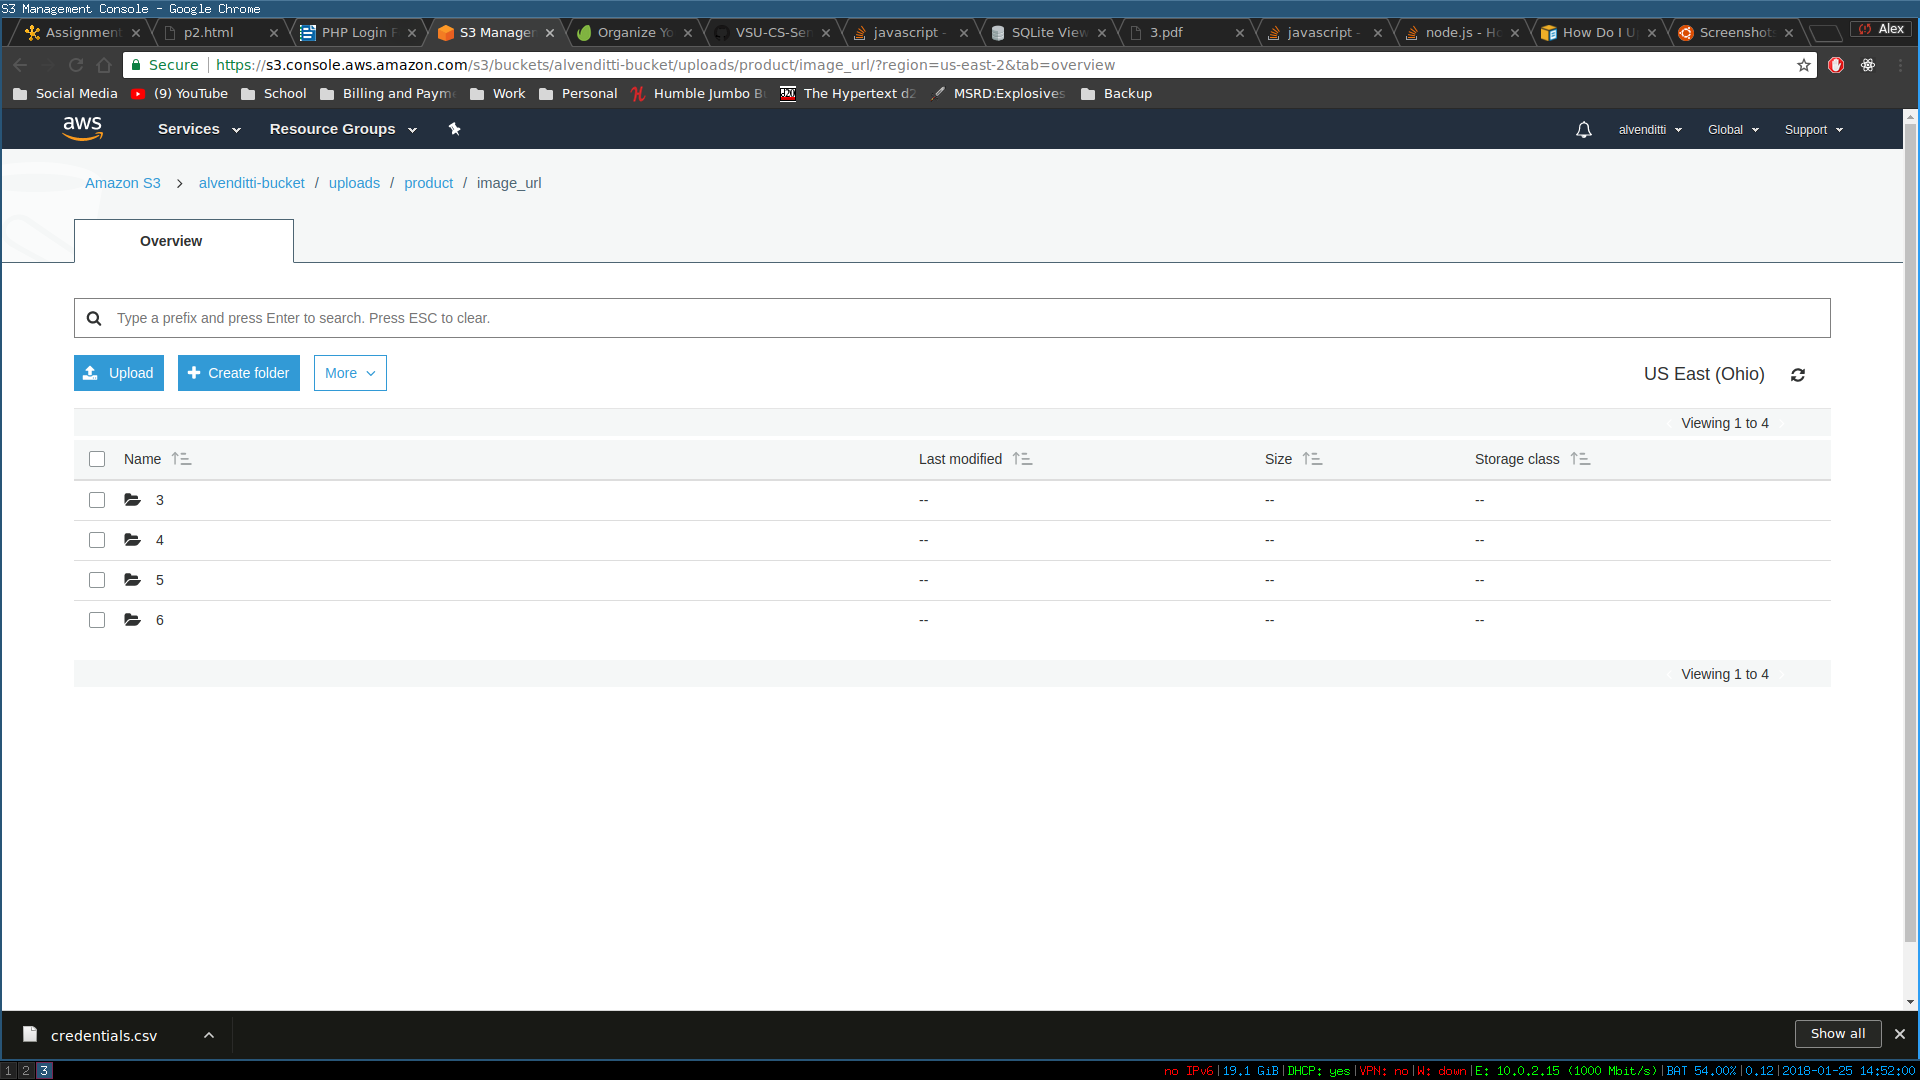 S3 Management Console - Google Chrome
Assignment p2.html PHP Login F S3 Manage Organize Yo VSU-CS-Ser javascript - SQLite View 3.pdf javascript - node.js - Ho How Do I U Screenshots Alex
Secure https://s3.console.aws.amazon.com/s3/buckets/alvenditti-bucket/uploads/product/image_url/?region=us-east-2&tab=overview
Social Media (9) YouTube School Billing and Payme Work Personal Humble Jumbo B The Hypertext d2 MSRD:Explosives Backup
aws Services Resource Groups alvenditti Global Support
Amazon S3 > alvenditti-bucket / uploads / product / image_url
Overview
Type a prefix and press Enter to search. Press ESC to clear.
Upload Create folder More US East (Ohio)
Viewing 1 to 4
Name Last modified Size Storage class
3 -- -- --
4 -- -- --
5 -- -- --
6 -- -- --
Viewing 1 to 4
credentials.csv Show all
1 2 3 no IPv6|19.1 GiB|DHCP: yes|VPN: no|W: down|E: 10.0.2.15 (1000 Mbit/s)|BAT 54.00%|0.12|2018-01-25 14:52:00